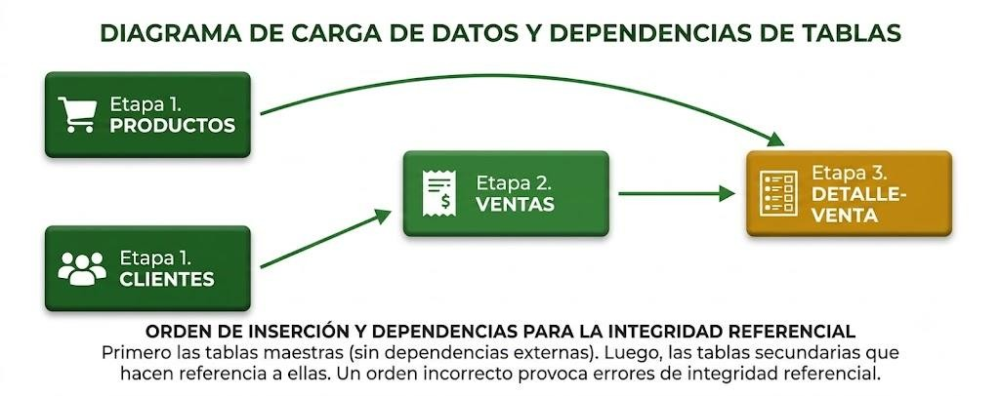 DIAGRAMA DE CARGA DE DATOS Y DEPENDENCIAS DE TABLAS
Etapa 1.
PRODUCTOS
Etapa 2.
VENTAS
Etapa 3.
DETALLE-
VENTA
Etapa 1.
CLIENTES
ORDEN DE INSERCIÓN Y DEPENDENCIAS PARA LA INTEGRIDAD REFERENCIAL
Primero las tablas maestras (sin dependencias externas). Luego, las tablas secundarias que
hacen referencia a ellas. Un orden incorrecto provoca errores de integridad referencial.